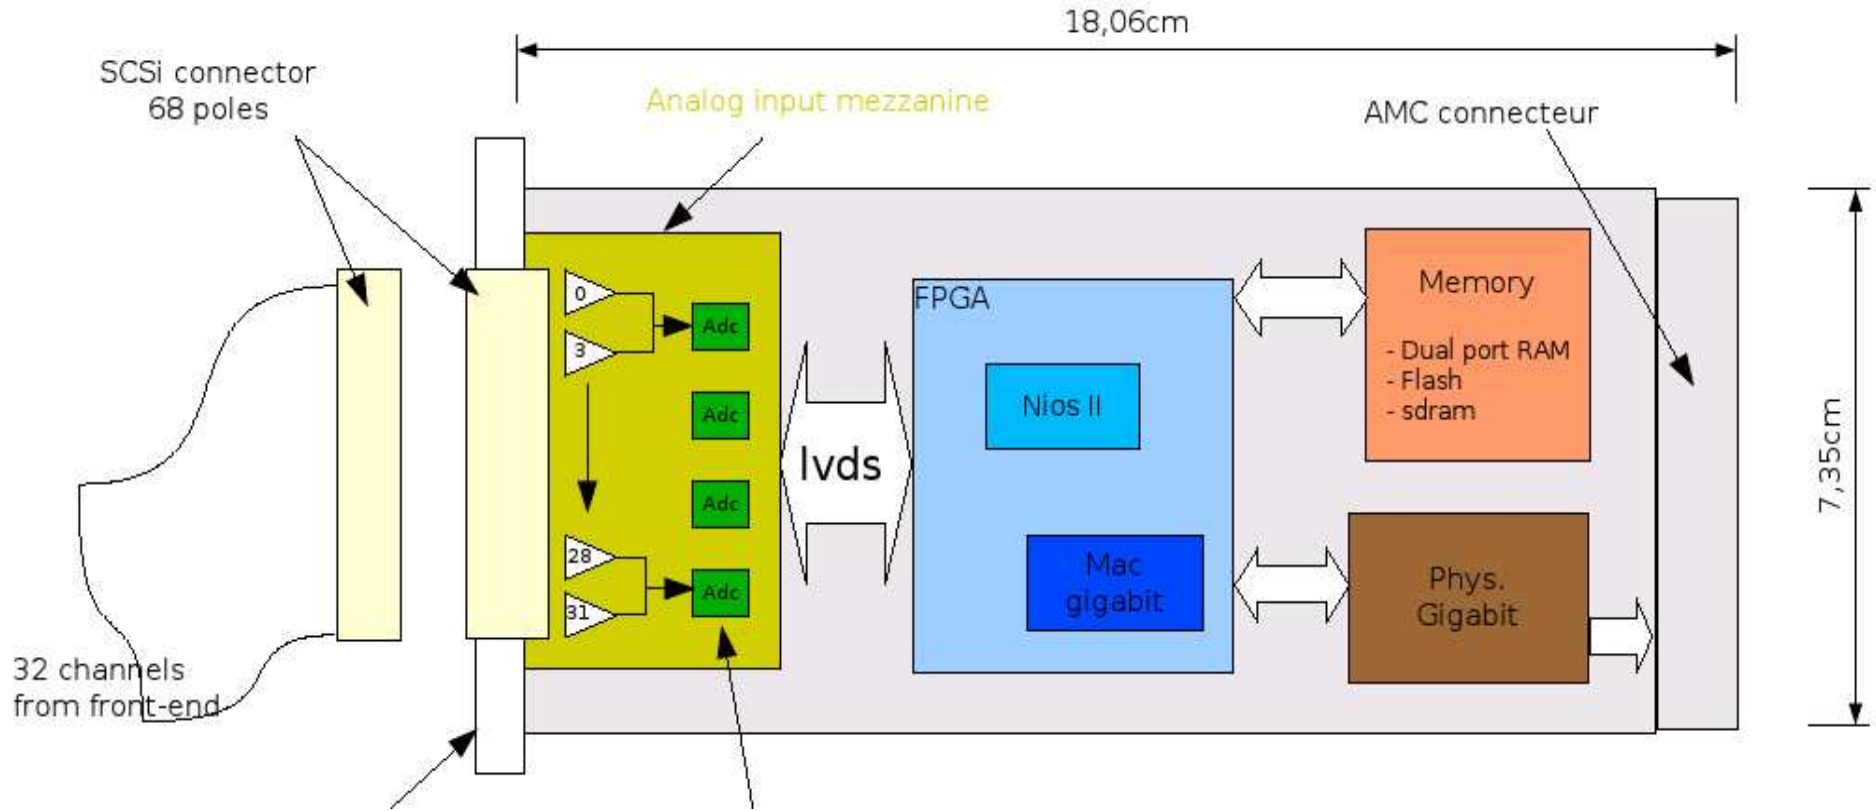 18,06cm
SCSi connector
68 poles
Analog input mezzanine
AMC connecteur
0
3
28
31
Adc
Adc
Adc
Adc
lvds
FPGA
Nios II
Mac
gigabit
Memory
- Dual port RAM
- Flash
- sdram
Phys.
Gigabit
7,35cm
32 channels
from front-end